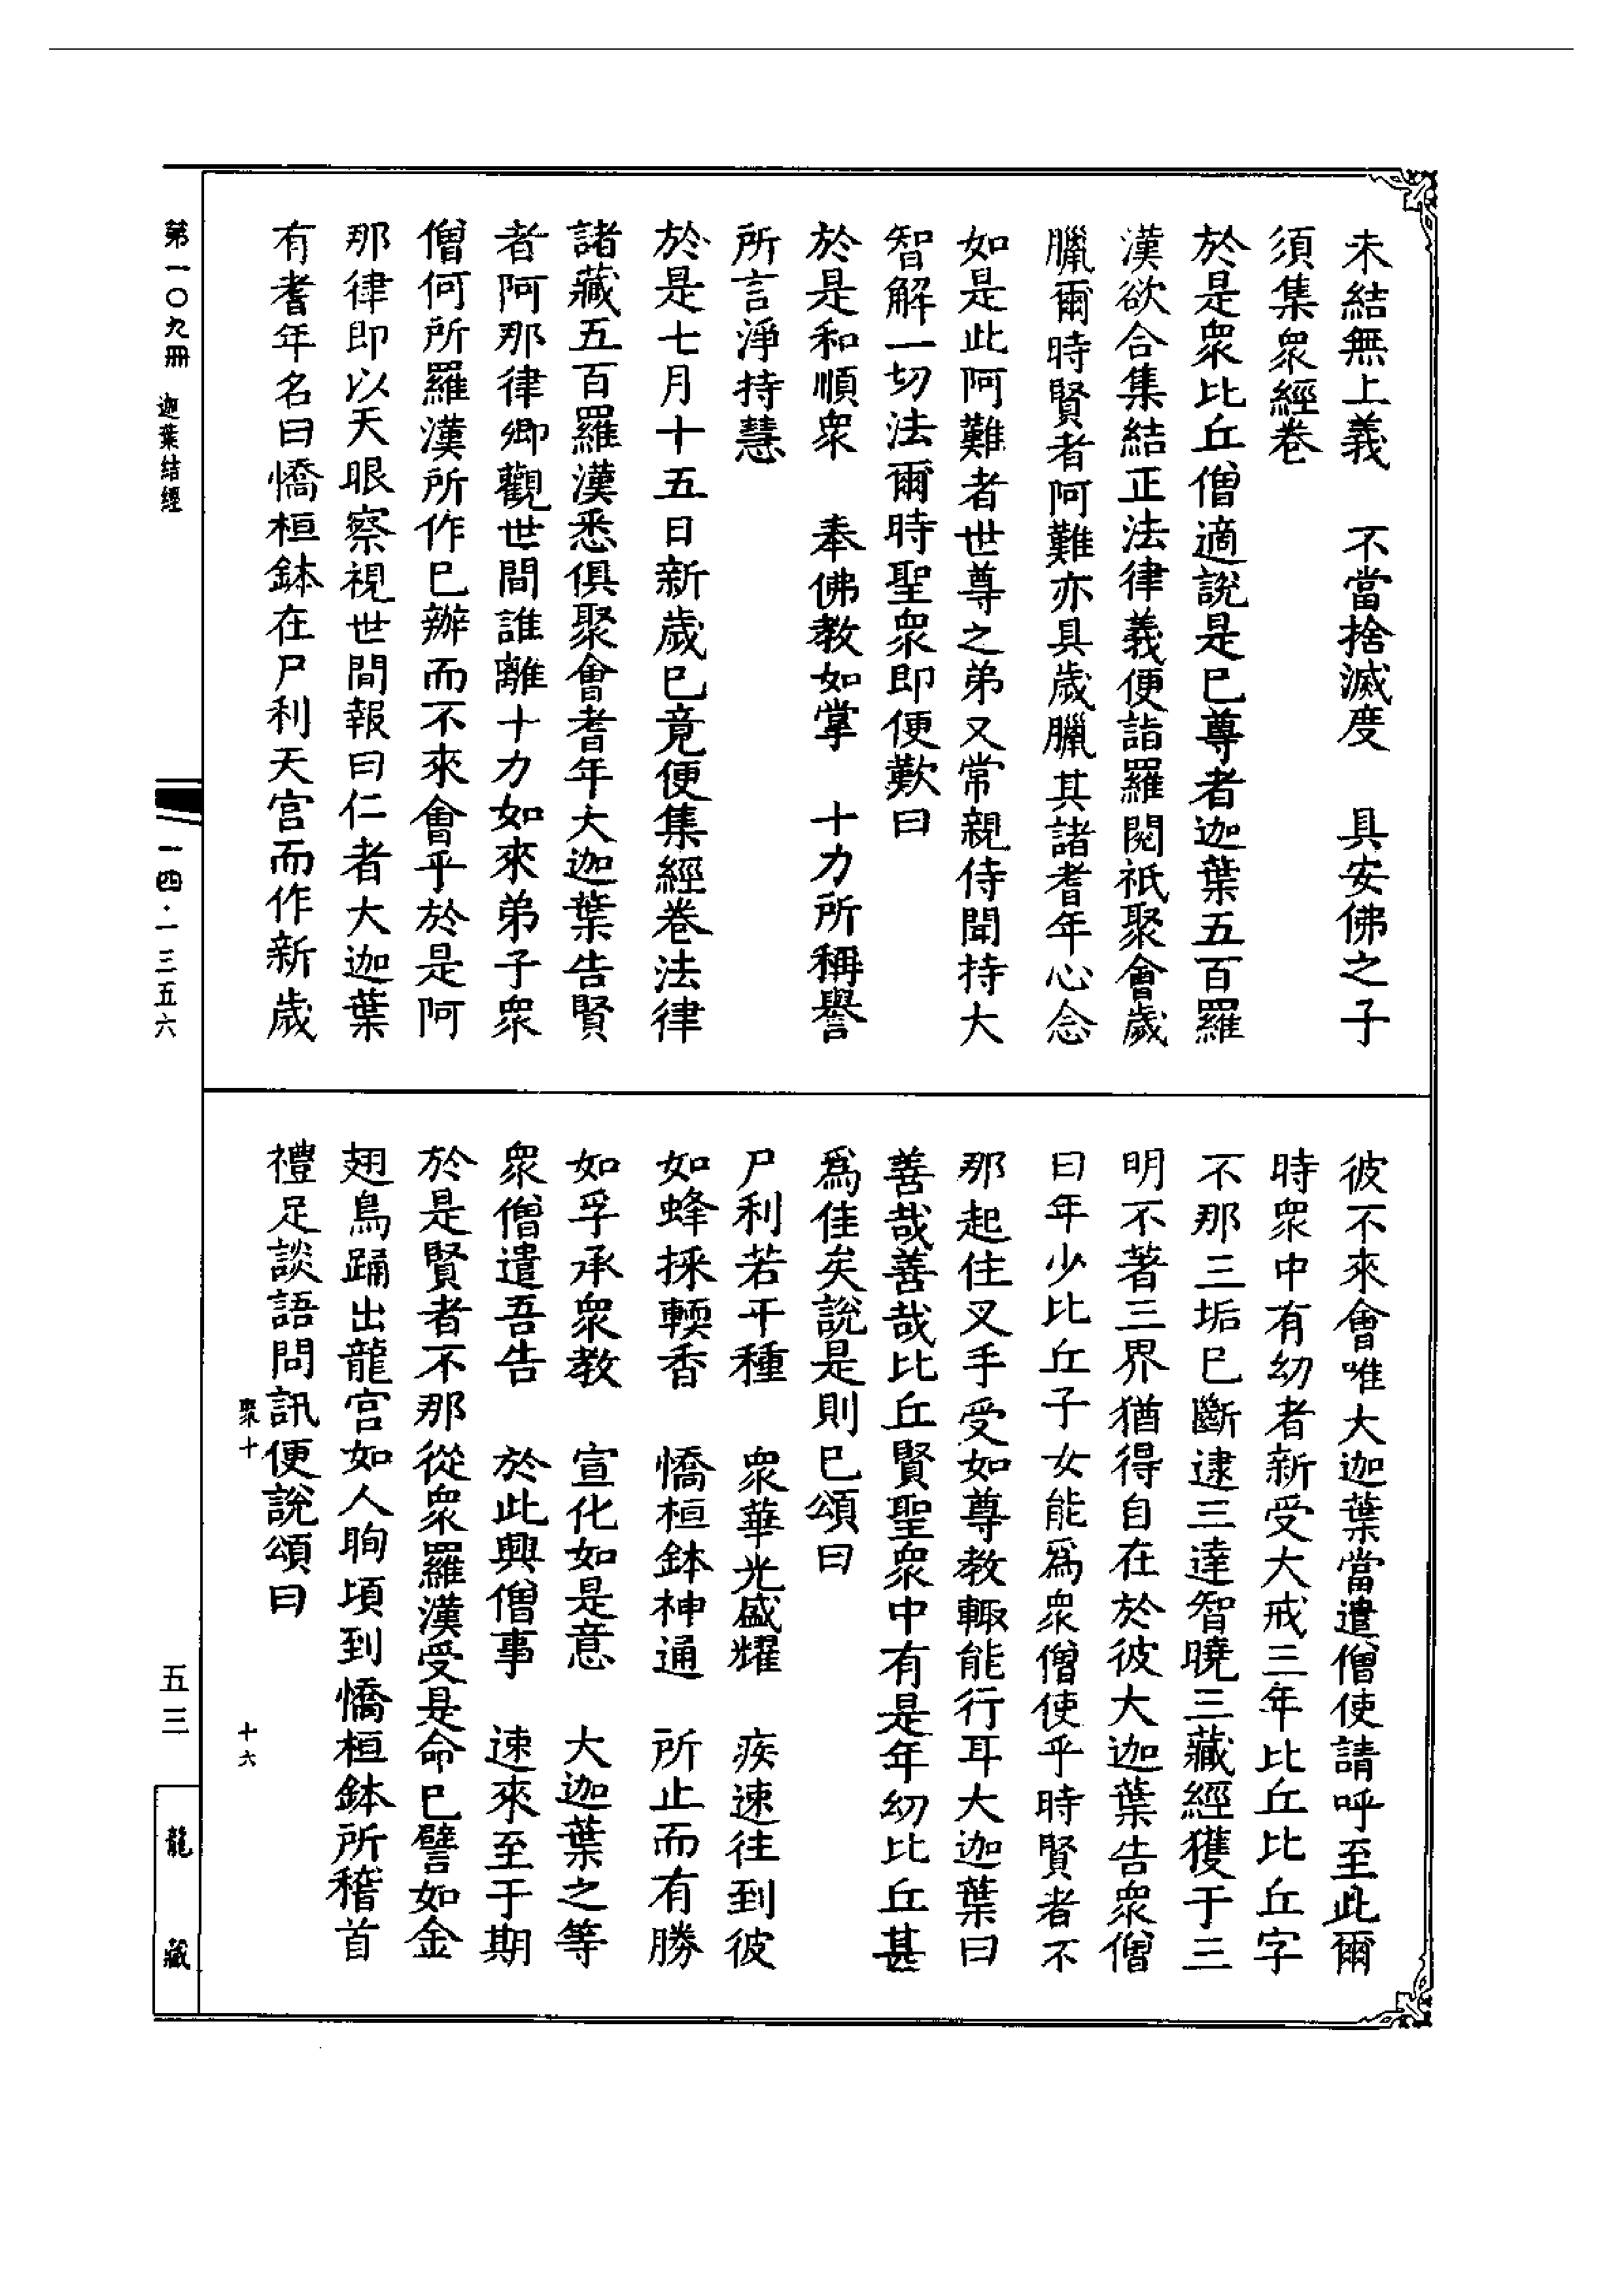 未結無上義　不當捨滅度　具安佛之子
須集衆經卷
於是衆比丘僧適說是已尊者迦葉五百羅
漢欲合集結正法律義便詣羅閱祇聚會歲
臘爾時賢者阿難亦具歲臘其諸耆年心念
如是此阿難者世尊之弟又常親侍聞持大
智解一切法爾時聖衆即便歎曰
於是和順衆　奉佛教如掌　十力所稱譽
所言淨持慧
於是七月十五日新歲已竟便集經卷法律
諸藏五百羅漢悉俱聚會耆年大迦葉告賢
者阿那律卿觀世間誰離十力如來弟子衆
僧何所羅漢所作已辦而不來會乎於是阿
那律即以天眼察視世間報曰仁者大迦葉
有耆年名曰憍桓鉢在尸利天宮而作新歲
彼不來會唯大迦葉當遣僧使請呼至此爾
時衆中有幼者新受大戒三年比丘比丘字
不那三垢已斷逮三達智曉三藏經獲于三
明不著三界猶得自在於彼大迦葉告衆僧
曰年少比丘子女能爲衆僧使乎時賢者不
那起住叉手受如尊教輙能行耳大迦葉曰
善哉善哉比丘賢聖衆中有是年幼比丘甚
爲佳矣說是則已頌曰
尸利若干種　衆華光盛耀　疾速往到彼
如蜂採輭香　憍桓鉢神通　所止而有勝
如孚承衆教　宣化如是意　大迦葉之等
衆僧遣吾告　於此興僧事　速來至于期
於是賢者不那從衆羅漢受是命已譬如金
翅鳥踊出龍宮如人眴頃到憍桓鉢所稽首
禮足談語問訊便說頌曰
衆十　十六
第一〇九冊　迦葉結經
一四·一三五六
五三
龍藏